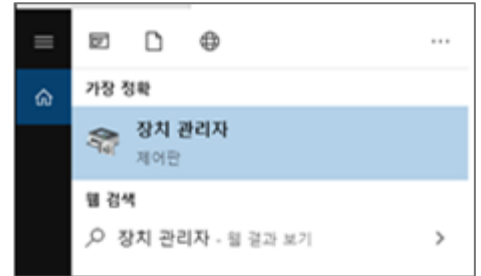 가장 정확
장치 관리자
제어판
웹 검색
장치 관리자 - 웹 결과 보기